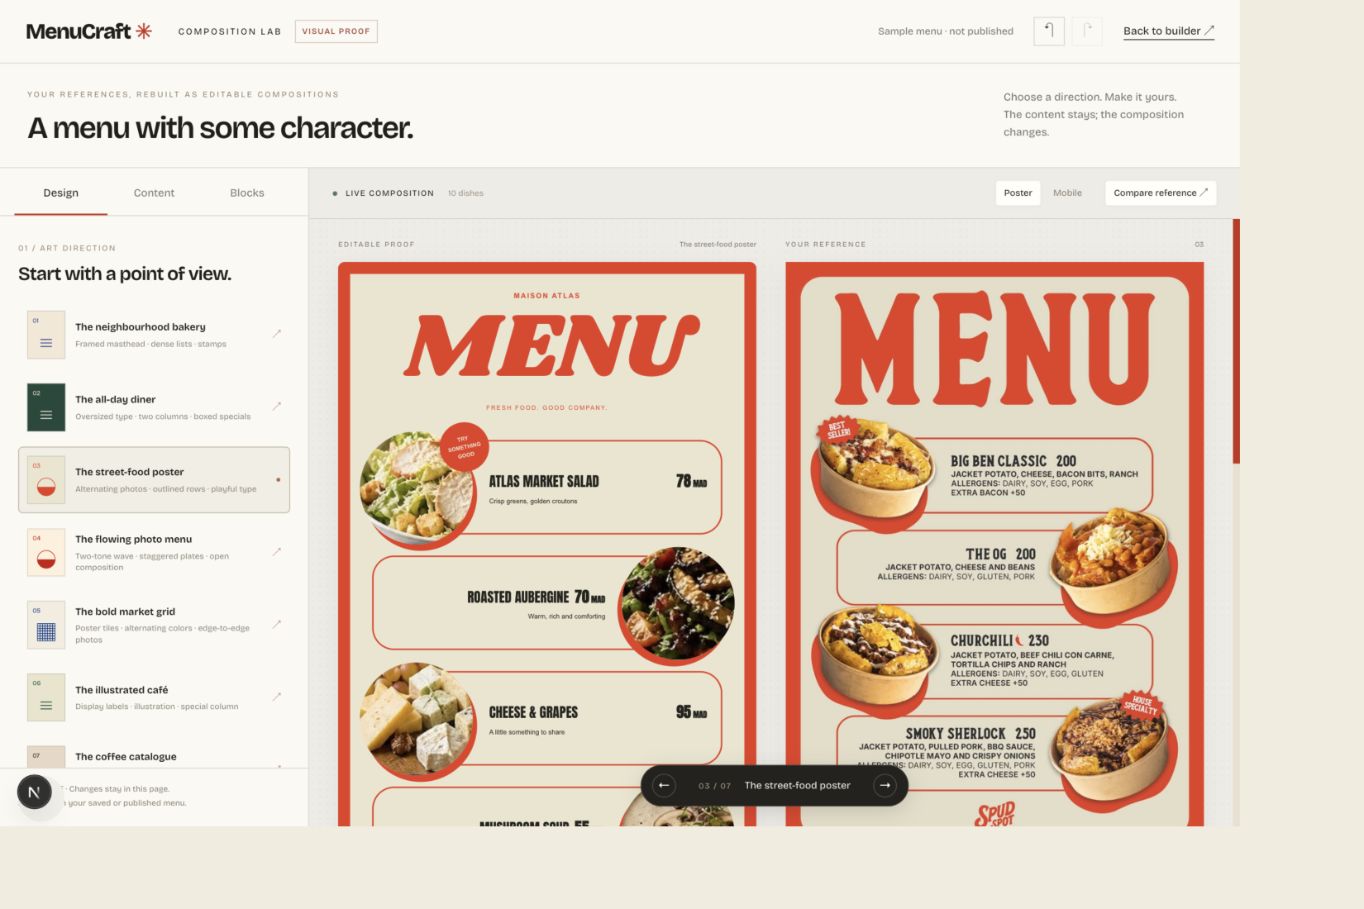 MenuCraft
COMPOSITION LAB
VISUAL PROOF
Sample menu · not published
Back to builder
YOUR REFERENCES, REBUILT AS EDITABLE COMPOSITIONS
A menu with some character.
Choose a direction. Make it yours.
The content stays; the composition
changes.
Design
Content
Blocks
01 / ART DIRECTION
Start with a point of view.
01
The neighbourhood bakery
Framed masthead · dense lists · stamps
02
The all-day diner
Oversized type · two columns · boxed specials
03
The street-food poster
Alternating photos · outlined rows · playful type
04
The flowing photo menu
Two-tone wave · staggered plates · open
composition
05
The bold market grid
Poster tiles · alternating colors · edge-to-edge
photos
06
The illustrated café
Display labels · illustration · special column
07
The coffee catalogue
· Changes stay in this page.
your saved or published menu.
N
LIVE COMPOSITION
10 dishes
Poster
Mobile
Compare reference
EDITABLE PROOF
The street-food poster
MAISON ATLAS
MENU
FRESH FOOD. GOOD COMPANY.
TRY
SOMETHING
GOOD
ATLAS MARKET SALAD
78 MAD
Crisp greens, golden croutons
ROASTED AUBERGINE 70 MAD
Warm, rich and comforting
CHEESE & GRAPES
95 MAD
A little something to share
MUSHROOM SOUP 55
YOUR REFERENCE
03
MENU
BEST
SELLER!
BIG BEN CLASSIC 200
JACKET POTATO, CHEESE, BACON BITS, RANCH
ALLERGENS: DAIRY, SOY, EGG, PORK
EXTRA BACON +50
THE OG 200
JACKET POTATO, CHEESE AND BEANS
ALLERGENS: DAIRY, SOY, GLUTEN, PORK
CHURCHILI 230
JACKET POTATO, BEEF CHILI CON CARNE,
TORTILLA CHIPS AND RANCH
ALLERGENS: DAIRY, SOY, EGG, GLUTEN
EXTRA CHEESE +50
HOUSE
SPECIALTY
SMOKY SHERLOCK 250
JACKET POTATO, PULLED PORK, BBQ SAUCE,
CHIPOTLE MAYO AND CRISPY ONIONS
ALLERGENS: DAIRY, SOY, EGG, GLUTEN, PORK
EXTRA CHEESE +50
SPUD
SPOT
03 / 07
The street-food poster